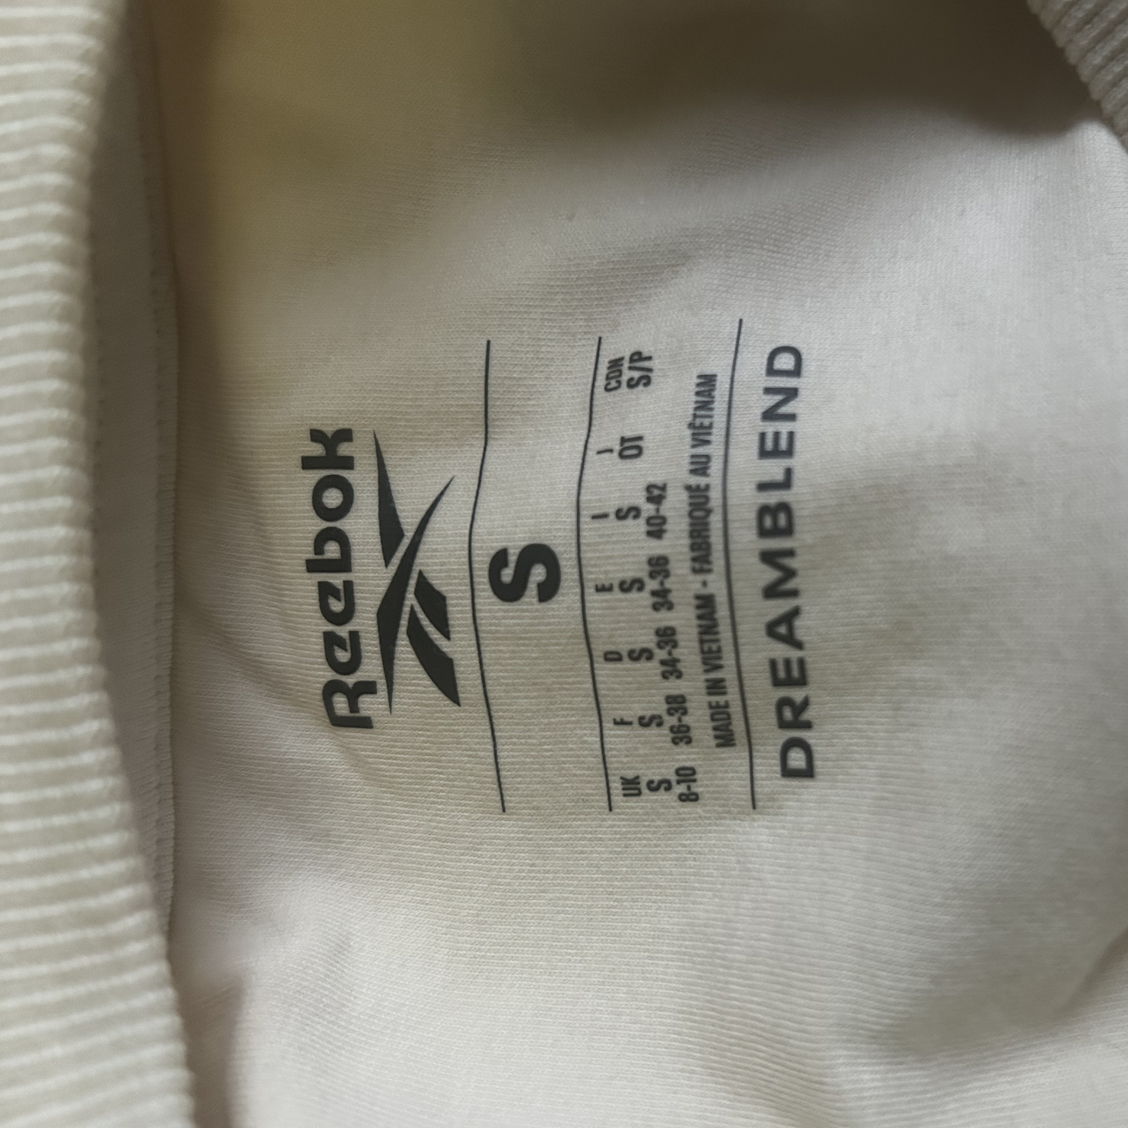 Reebok
S
UK F D E I J CDN
S S S S S OT S/P
8-10 36-38 34-36 34-36 40-42
MADE IN VIETNAM - FABRIQUÉ AU VIÊTNAM
DREAMBLEND